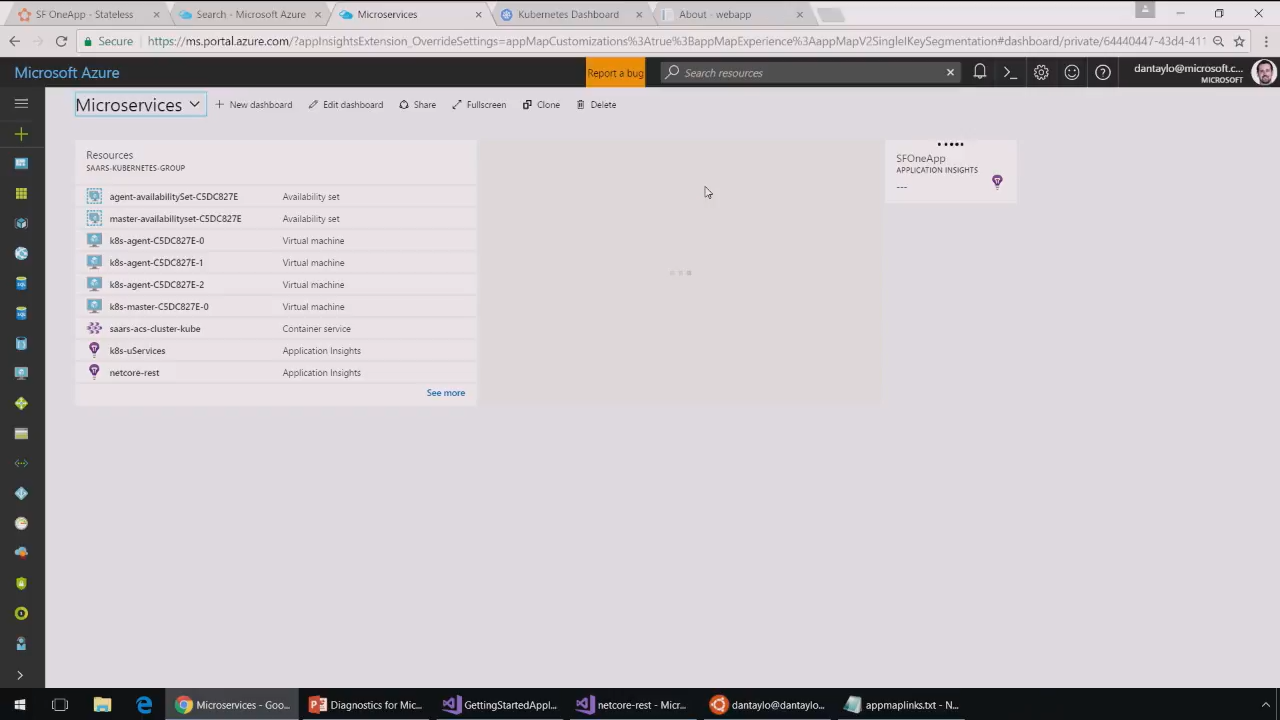 SF OneApp - Stateless
Search - Microsoft Azure
Microservices
Kubernetes Dashboard
About - webapp
Secure
https://ms.portal.azure.com/?appInsightsExtension_OverrideSettings=appMapCustomizations%3Atrue%3BappMapExperience%3AappMapV2SingleIKeySegmentation#dashboard/private/64440447-43d4-411
Microsoft Azure
Report a bug
Search resources
dantaylo@microsoft.c...
MICROSOFT
Microservices
New dashboard
Edit dashboard
Share
Fullscreen
Clone
Delete
Resources
SAARS-KUBERNETES-GROUP
agent-availabilitySet-C5DC827E Availability set
master-availabilityset-C5DC827E Availability set
k8s-agent-C5DC827E-0 Virtual machine
k8s-agent-C5DC827E-1 Virtual machine
k8s-agent-C5DC827E-2 Virtual machine
k8s-master-C5DC827E-0 Virtual machine
saars-acs-cluster-kube Container service
k8s-uServices Application Insights
netcore-rest Application Insights
See more
SFOneApp
APPLICATION INSIGHTS
---
Microservices - Goo...
Diagnostics for Mic...
GettingStartedAppl...
netcore-rest - Micr...
dantaylo@dantaylo...
appmaplinks.txt - N...